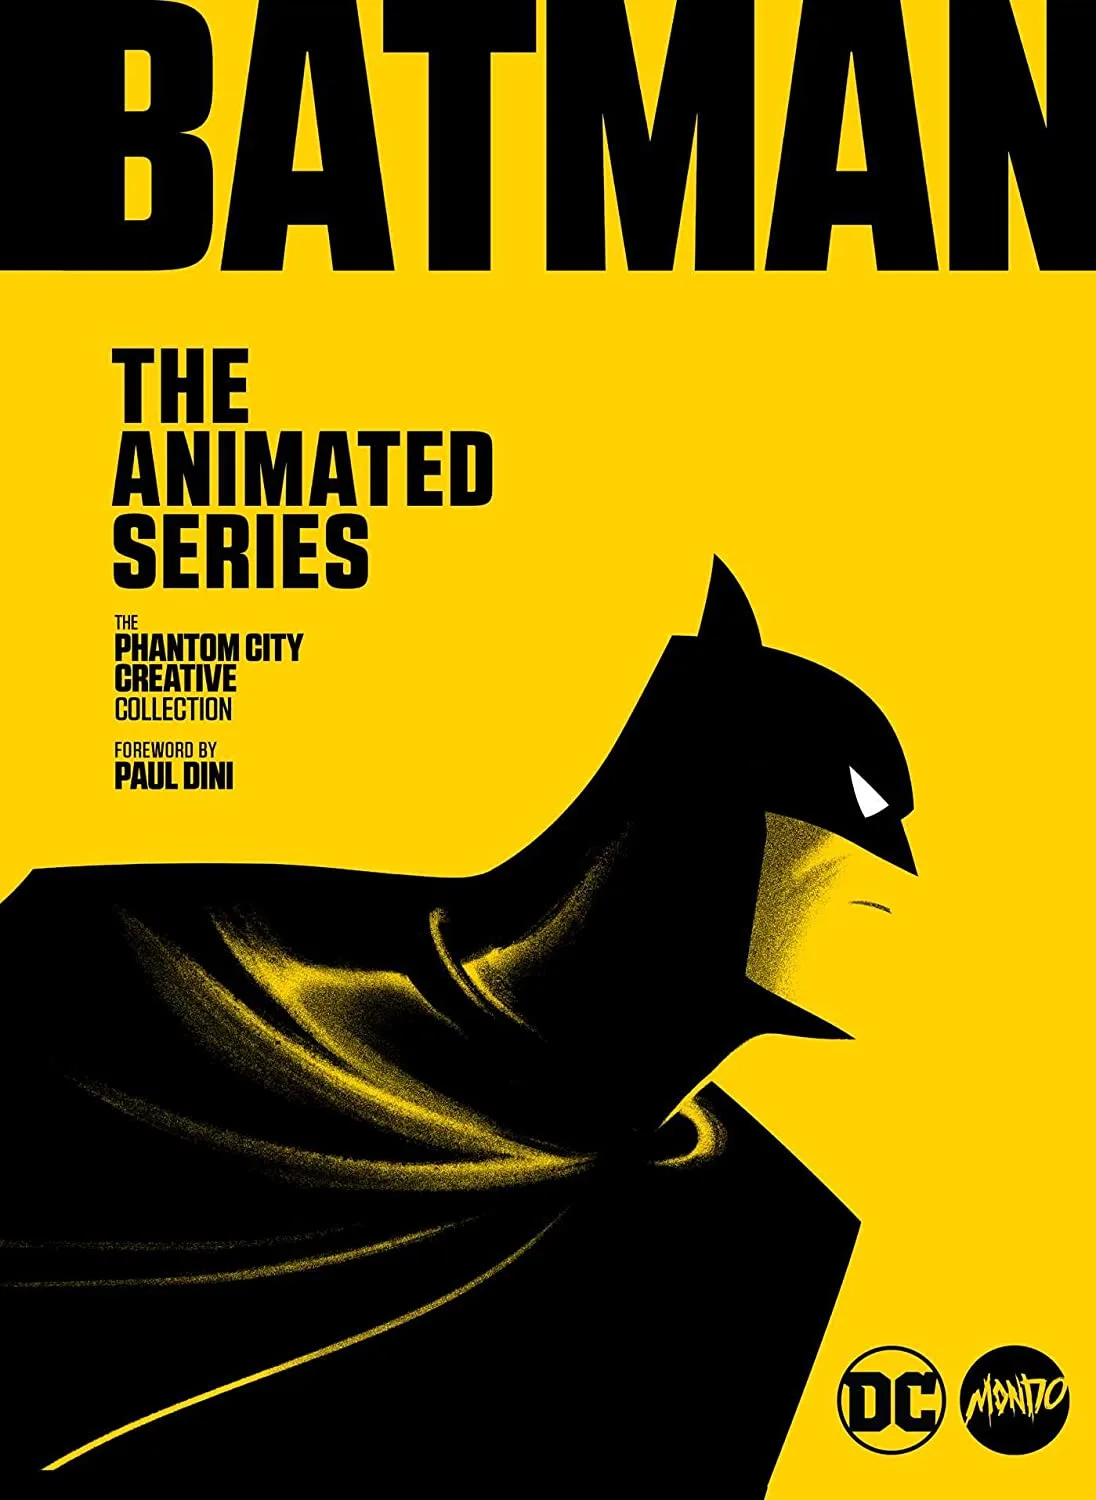 BATMAN
THE
ANIMATED
SERIES
THE
PHANTOM CITY
CREATIVE
COLLECTION
FOREWORD BY
PAUL DINI
DC
MONDO